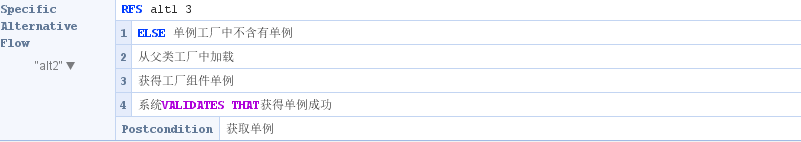 Specific Alternative Flow
"alt2" ▼
RFS altl 3
1 ELSE 单例工厂中不含有单例
2 从父类工厂中加载
3 获得工厂组件单例
4 系统VALIDATES THAT获得单例成功
Postcondition 获取单例